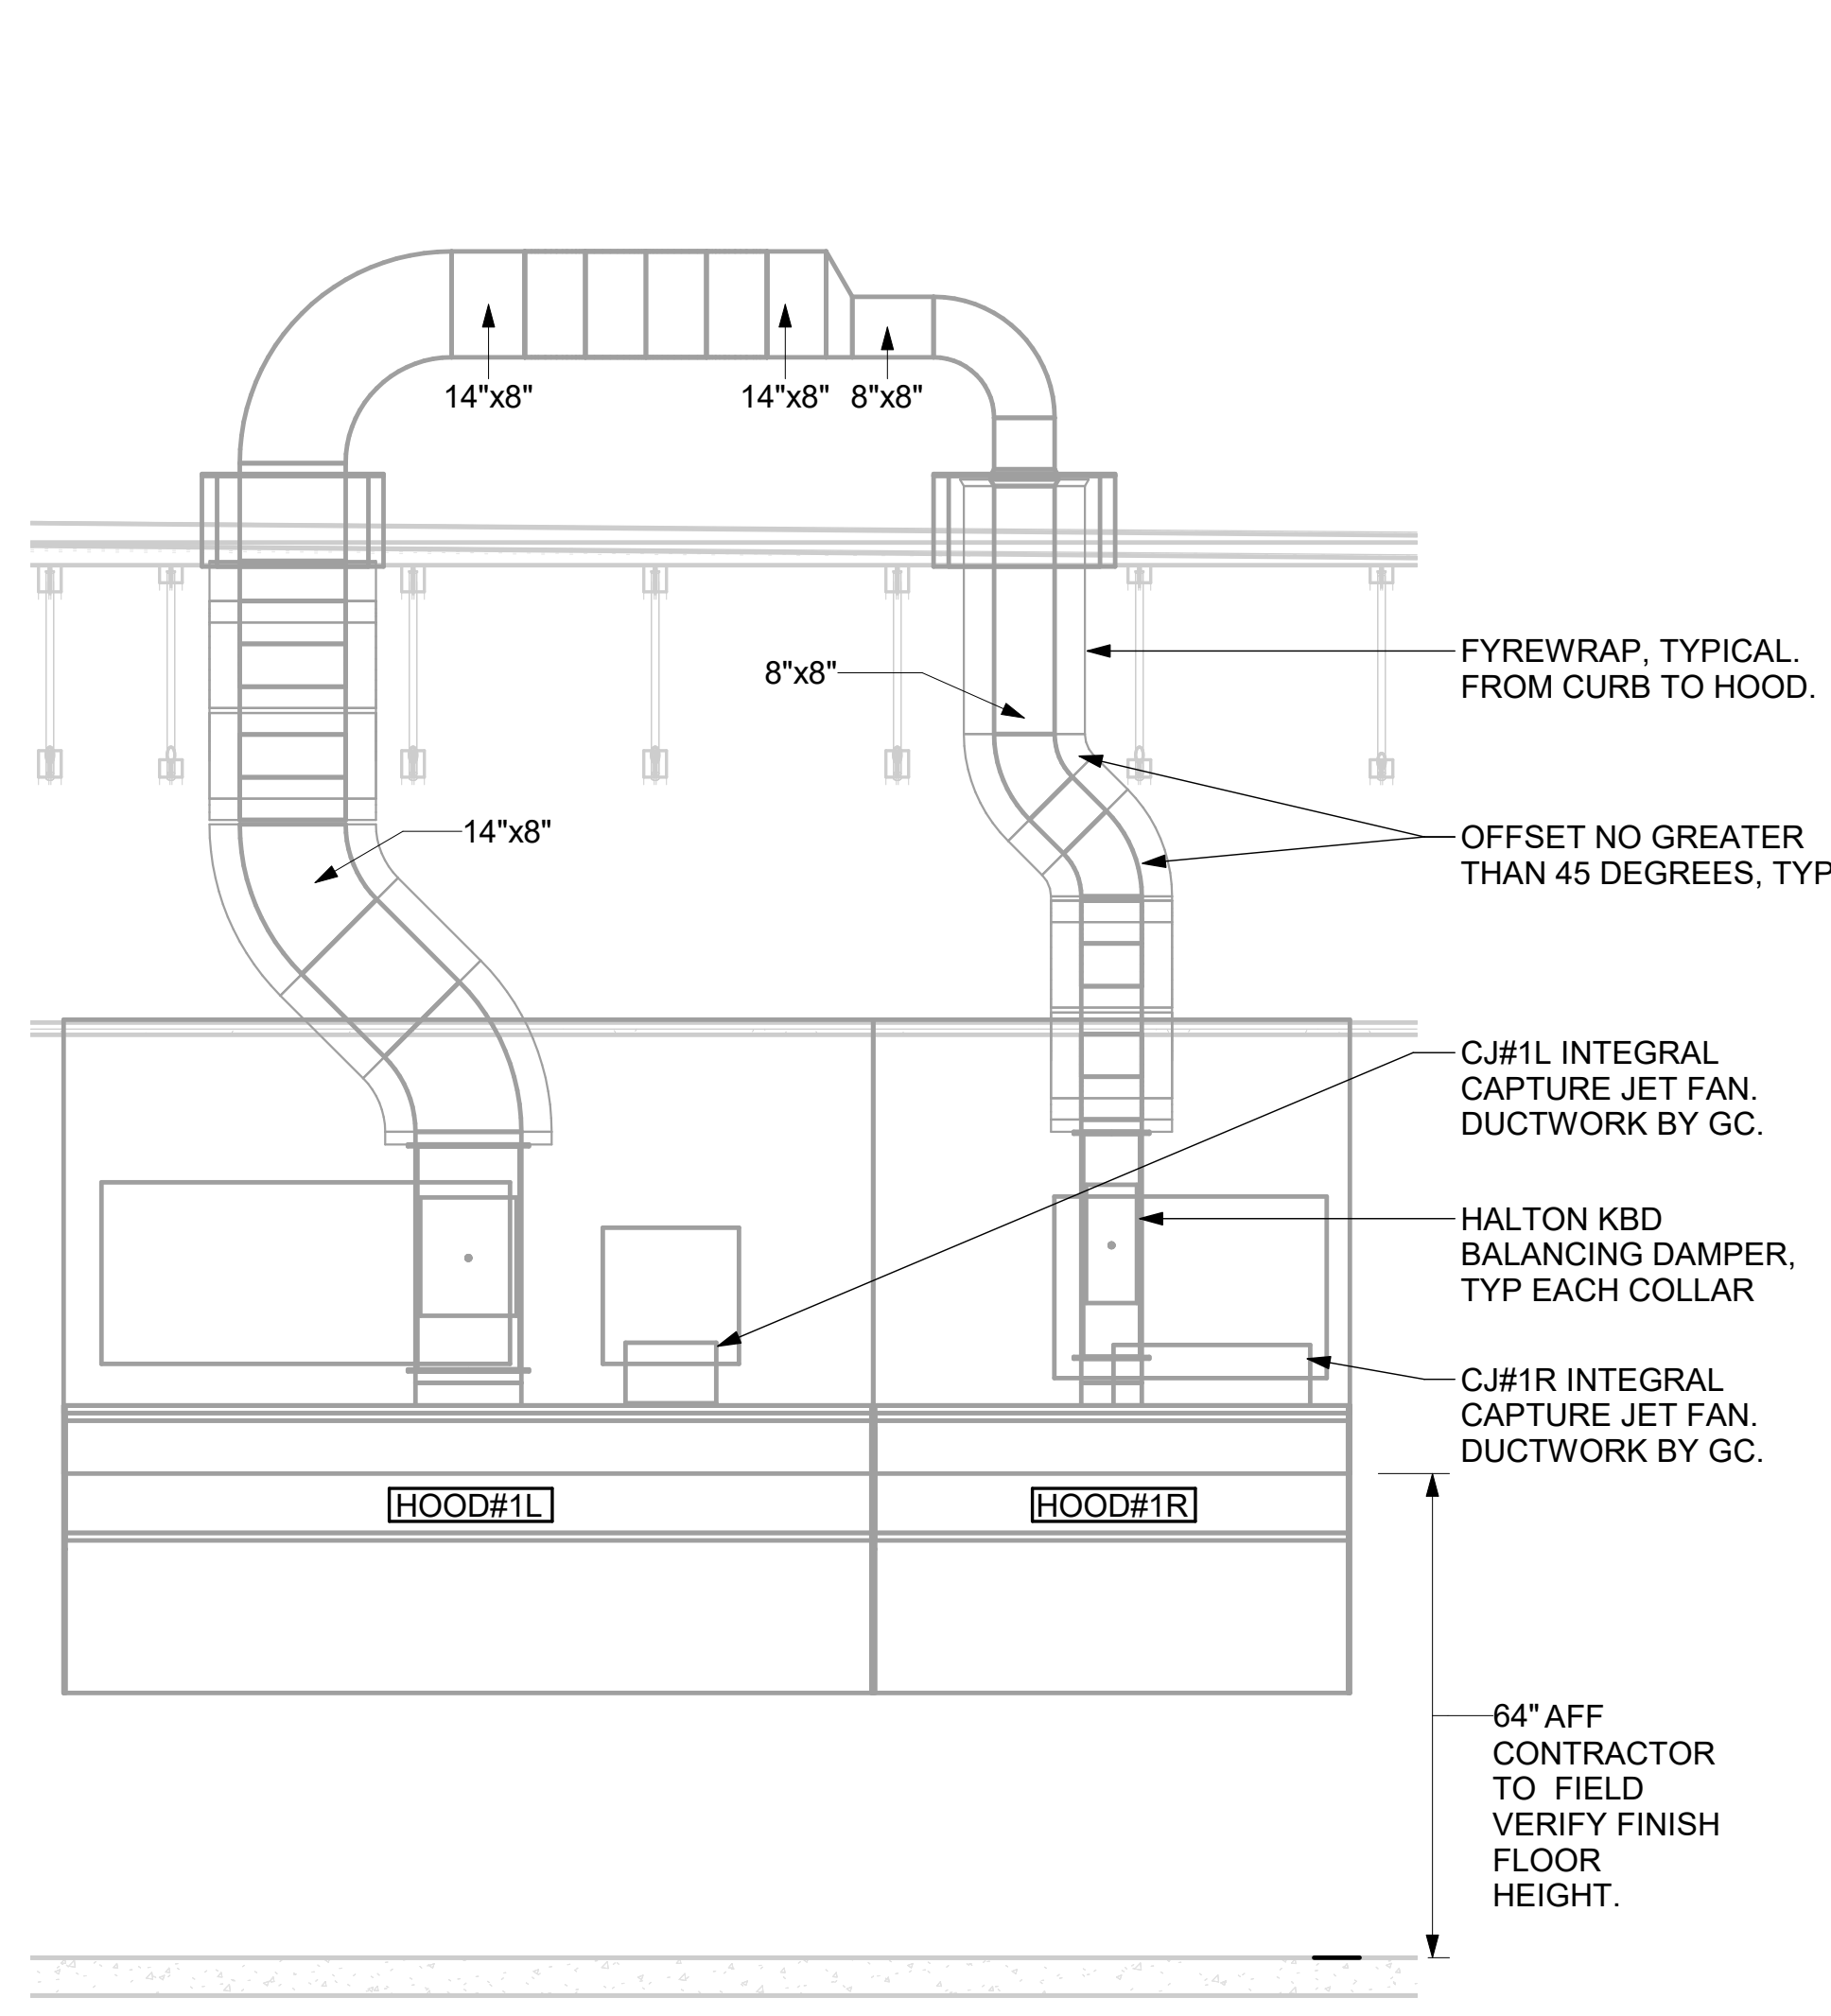 14"x8"
14"x8"
8"x8"
8"x8"
FYREWRAP, TYPICAL.
FROM CURB TO HOOD.
14"x8"
OFFSET NO GREATER
THAN 45 DEGREES, TYP
CJ#1L INTEGRAL
CAPTURE JET FAN.
DUCTWORK BY GC.
HALTON KBD
BALANCING DAMPER,
TYP EACH COLLAR
CJ#1R INTEGRAL
CAPTURE JET FAN.
DUCTWORK BY GC.
HOOD#1L
HOOD#1R
64" AFF
CONTRACTOR
TO FIELD
VERIFY FINISH
FLOOR
HEIGHT.